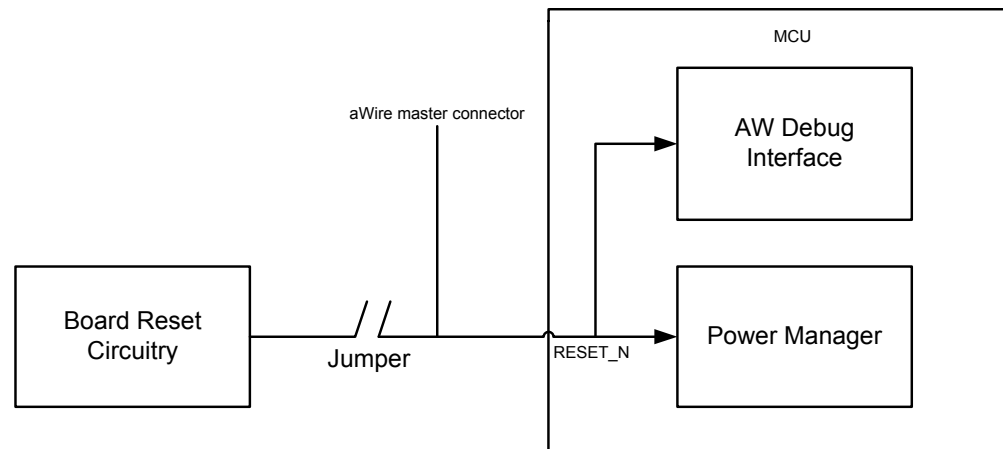 MCU
aWire master connector
AW Debug
Interface
Board Reset
Circuitry
Jumper
RESET_N
Power Manager